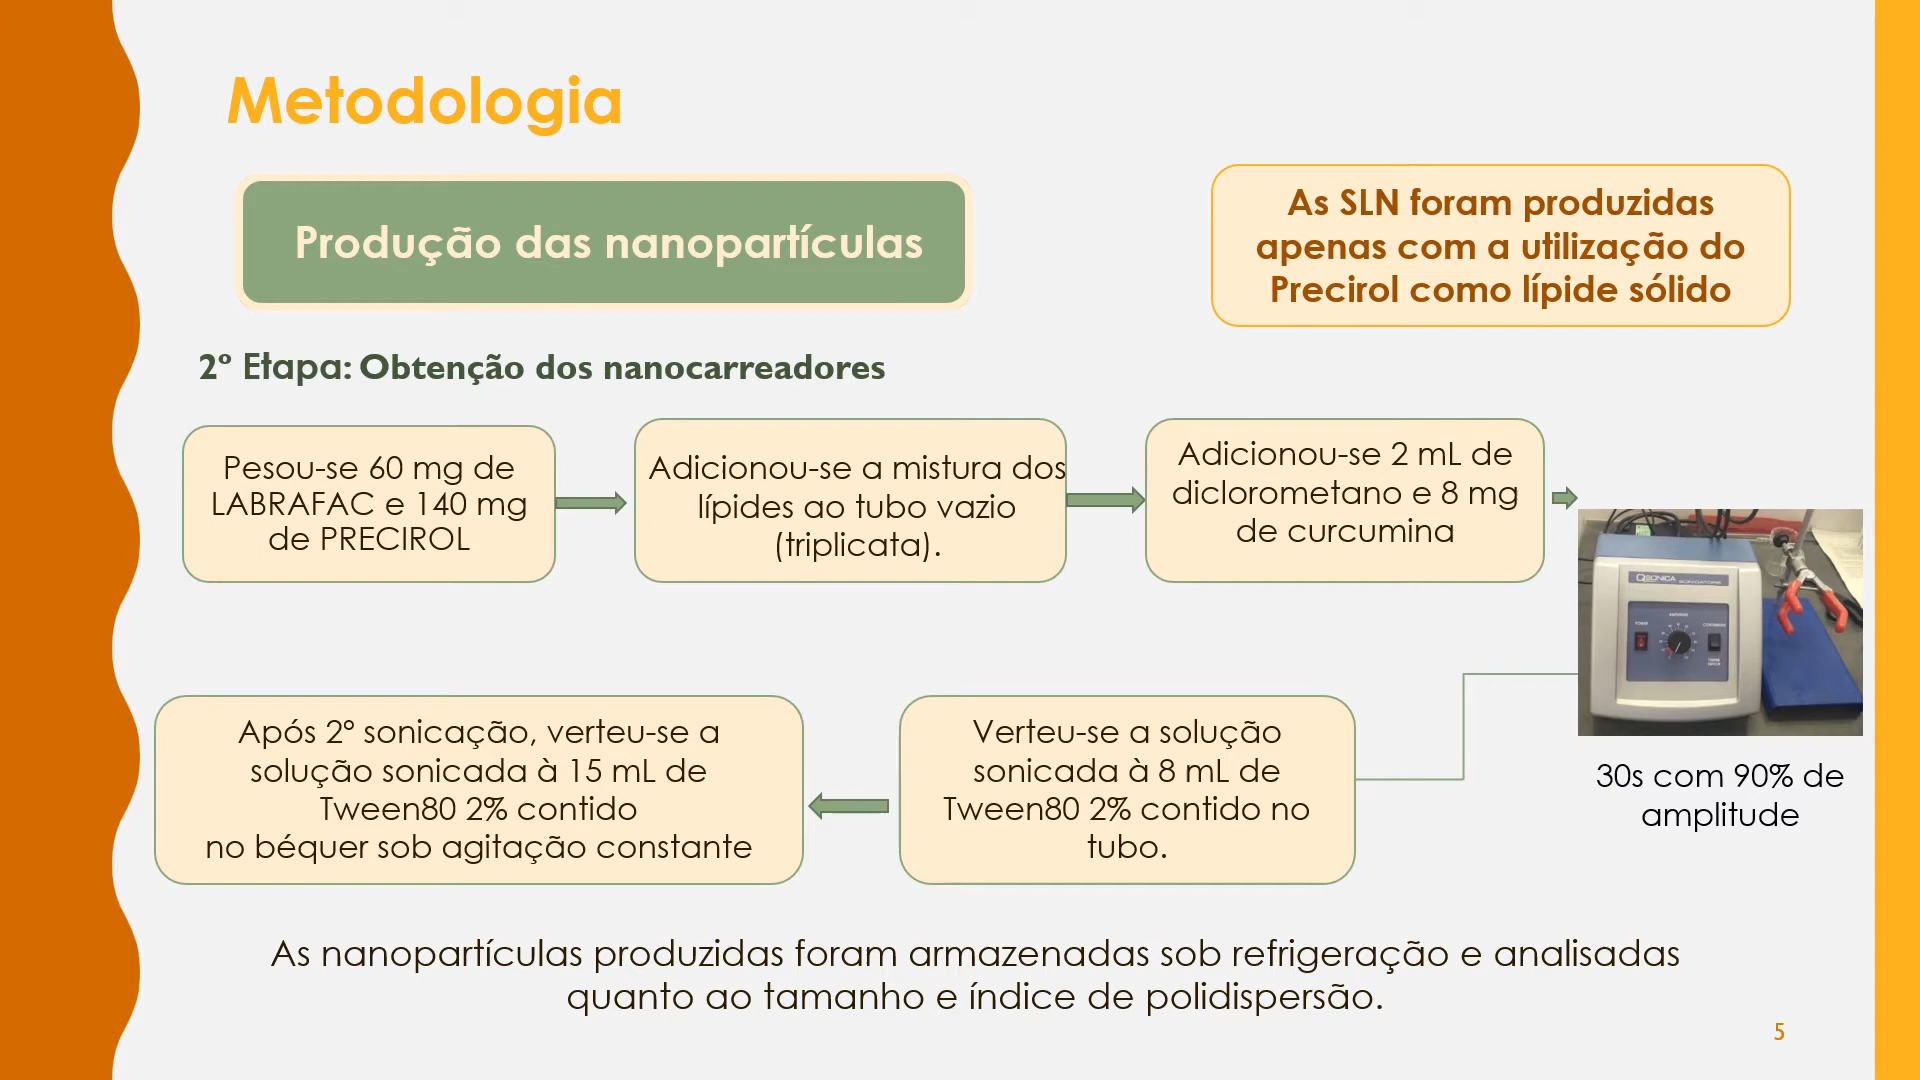 Metodologia
Produção das nanopartículas
As SLN foram produzidas
apenas com a utilização do
Precirol como lípide sólido
2º Etapa: Obtenção dos nanocarreadores
Pesou-se 60 mg de
LABRAFAC e 140 mg
de PRECIROL
Adicionou-se a mistura dos
lípides ao tubo vazio
(triplicata).
Adicionou-se 2 mL de
diclorometano e 8 mg
de curcumina
QSONICA SONICATORS
AMPLITUDE
POWER
30s com 90% de
amplitude
Verteu-se a solução
sonicada à 8 mL de
Tween80 2% contido no
tubo.
Após 2º sonicação, verteu-se a
solução sonicada à 15 mL de
Tween80 2% contido
no béquer sob agitação constante
As nanopartículas produzidas foram armazenadas sob refrigeração e analisadas
quanto ao tamanho e índice de polidispersão.
5